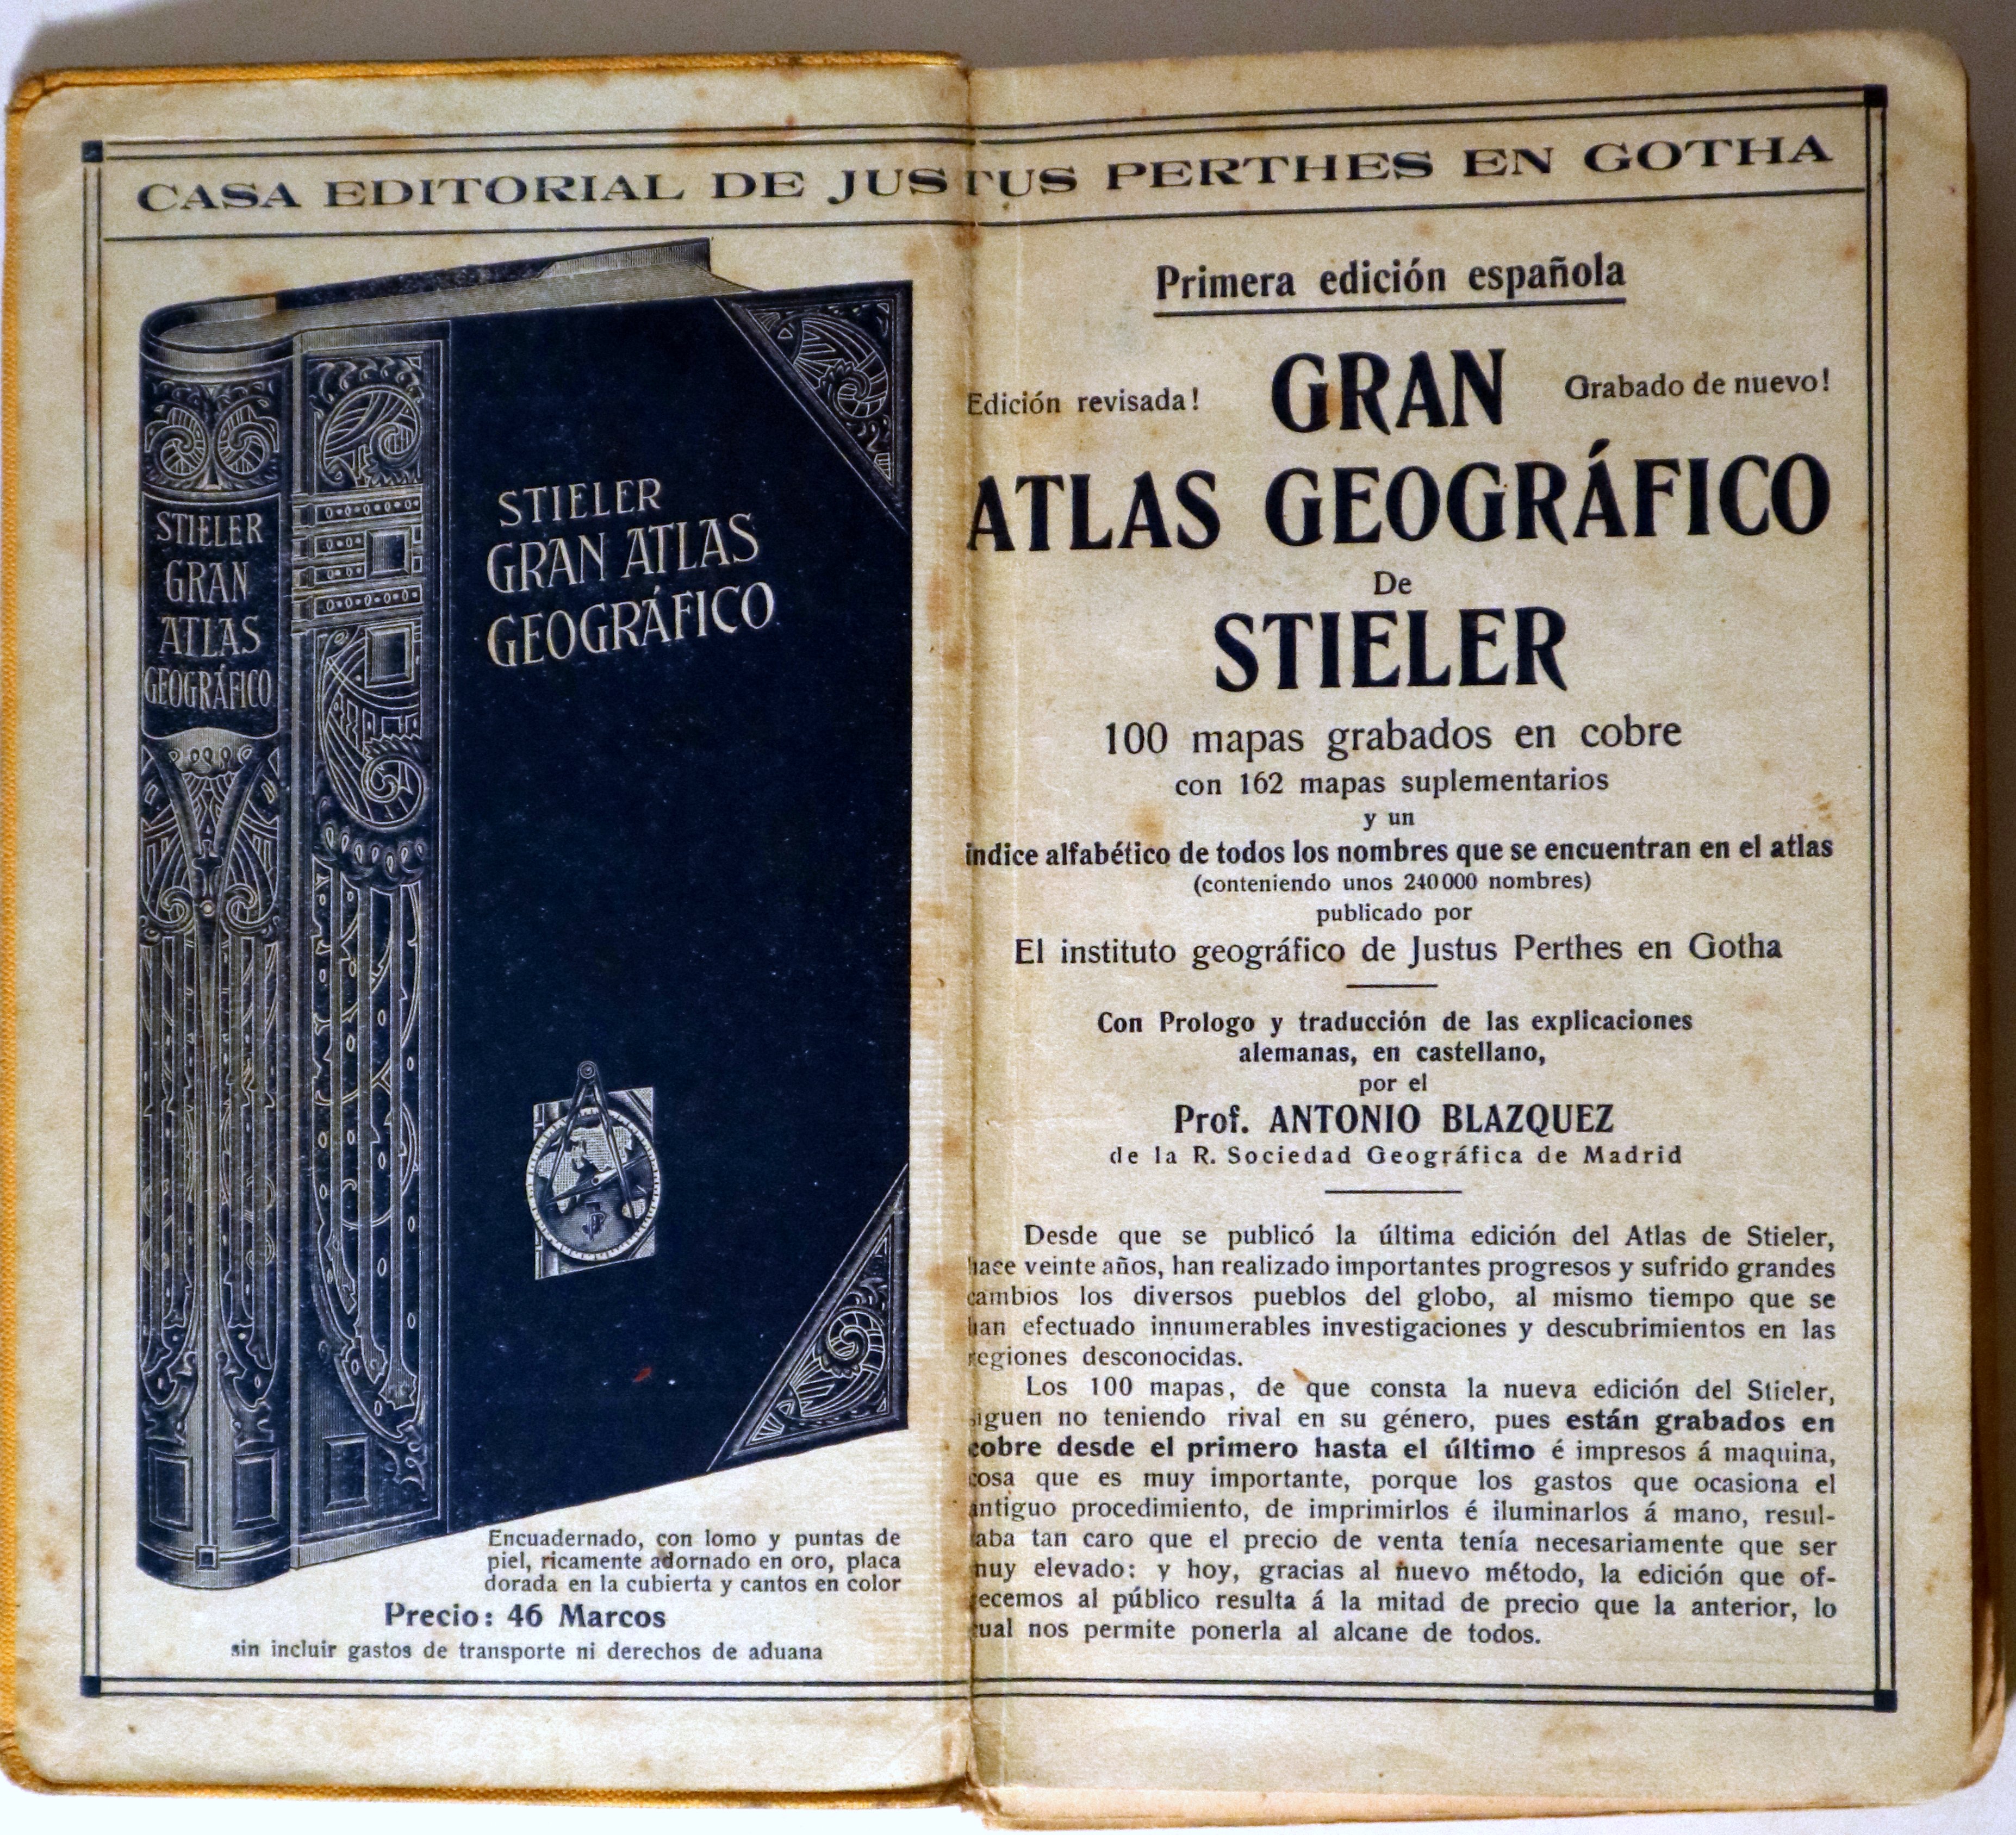 CASA EDITORIAL DE JUSTUS PERTHES EN GOTHA
STIELER
GRAN
ATLAS
GEOGRÁFICO
STIELER
GRAN ATLAS
GEOGRÁFICO
JP
Encuadernado, con lomo y puntas de
piel, ricamente adornado en oro, placa
dorada en la cubierta y cantos en color
Precio: 46 Marcos
sin incluir gastos de transporte ni derechos de aduana
Primera edición española
Edición revisada! GRAN Grabado de nuevo!
ATLAS GEOGRÁFICO
De
STIELER
100 mapas grabados en cobre
con 162 mapas suplementarios
y un
índice alfabético de todos los nombres que se encuentran en el atlas
(conteniendo unos 240 000 nombres)
publicado por
El instituto geográfico de Justus Perthes en Gotha
Con Prologo y traducción de las explicaciones
alemanas, en castellano,
por el
Prof. ANTONIO BLAZQUEZ
de la R. Sociedad Geográfica de Madrid
Desde que se publicó la última edición del Atlas de Stieler,
hace veinte años, han realizado importantes progresos y sufrido grandes
cambios los diversos pueblos del globo, al mismo tiempo que se
han efectuado innumerables investigaciones y descubrimientos en las
regiones desconocidas.
Los 100 mapas, de que consta la nueva edición del Stieler,
siguen no teniendo rival en su género, pues están grabados en
cobre desde el primero hasta el último é impresos á maquina,
cosa que es muy importante, porque los gastos que ocasiona el
antiguo procedimiento, de imprimirlos é iluminarlos á mano, resul-
taba tan caro que el precio de venta tenía necesariamente que ser
muy elevado: y hoy, gracias al nuevo método, la edición que of-
recemos al público resulta á la mitad de precio que la anterior, lo
cual nos permite ponerla al alcane de todos.